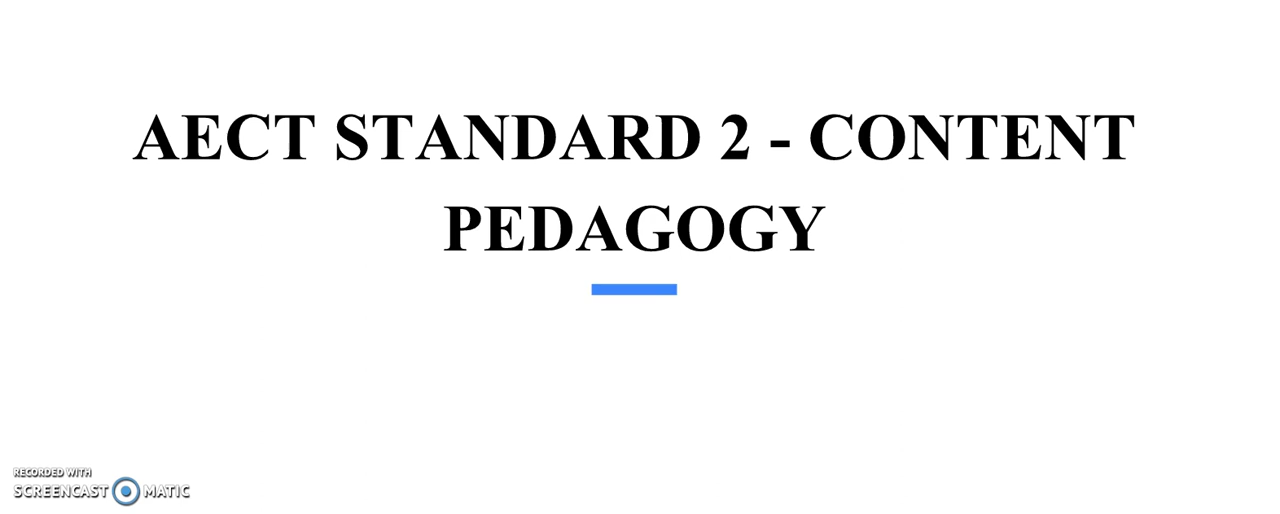 AECT STANDARD 2 - CONTENT
PEDAGOGY
RECORDED WITH
SCREENCAST MATIC